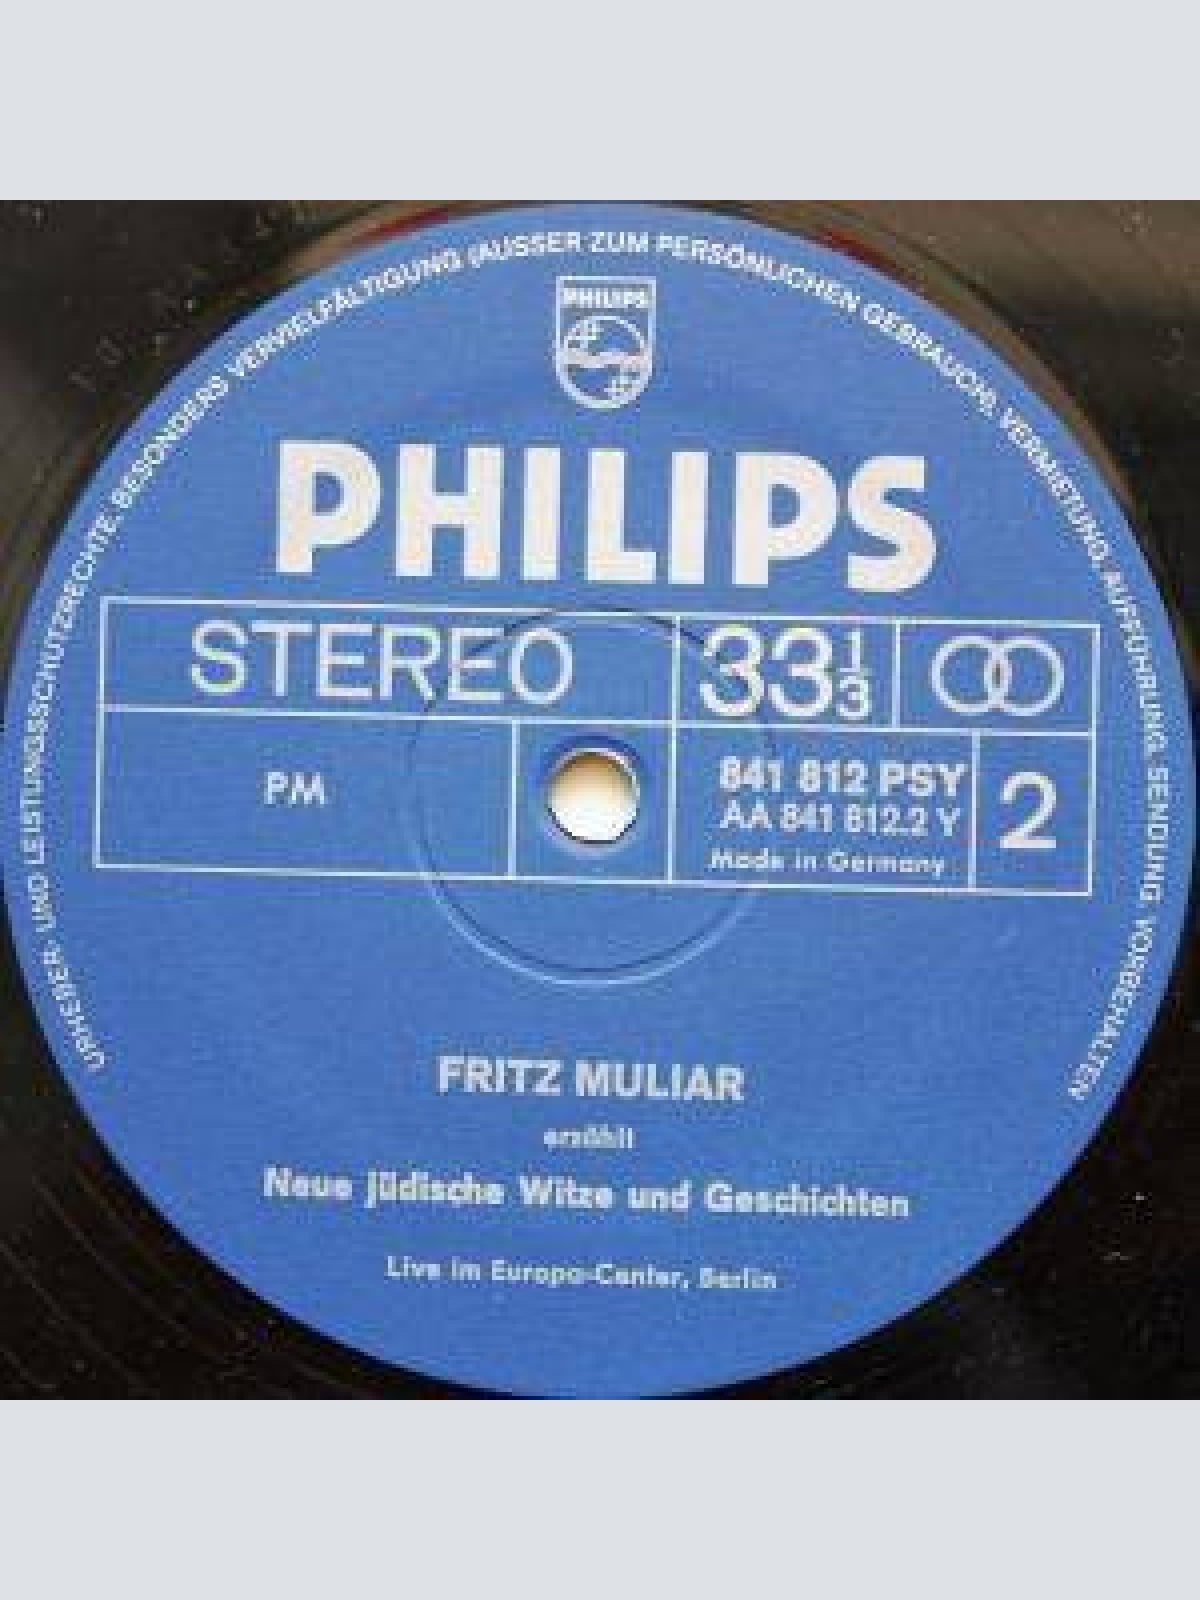 URHEBER- UND LEISTUNGSSCHUTZRECHTE, BESONDERS VERVIELFÄLTIGUNG (AUSSER ZUM PERSÖNLICHEN GEBRAUCH), VERMIETUNG, AUFFÜHRUNG, SENDUNG, VORBEHALTEN
PHILIPS
PHILIPS
STEREO
33 1/3
PM
841 812 PSY
AA 841 812.2 Y
Made in Germany
2
FRITZ MULIAR
erzählt
Neue jüdische Witze und Geschichten
Live im Europa-Center, Berlin